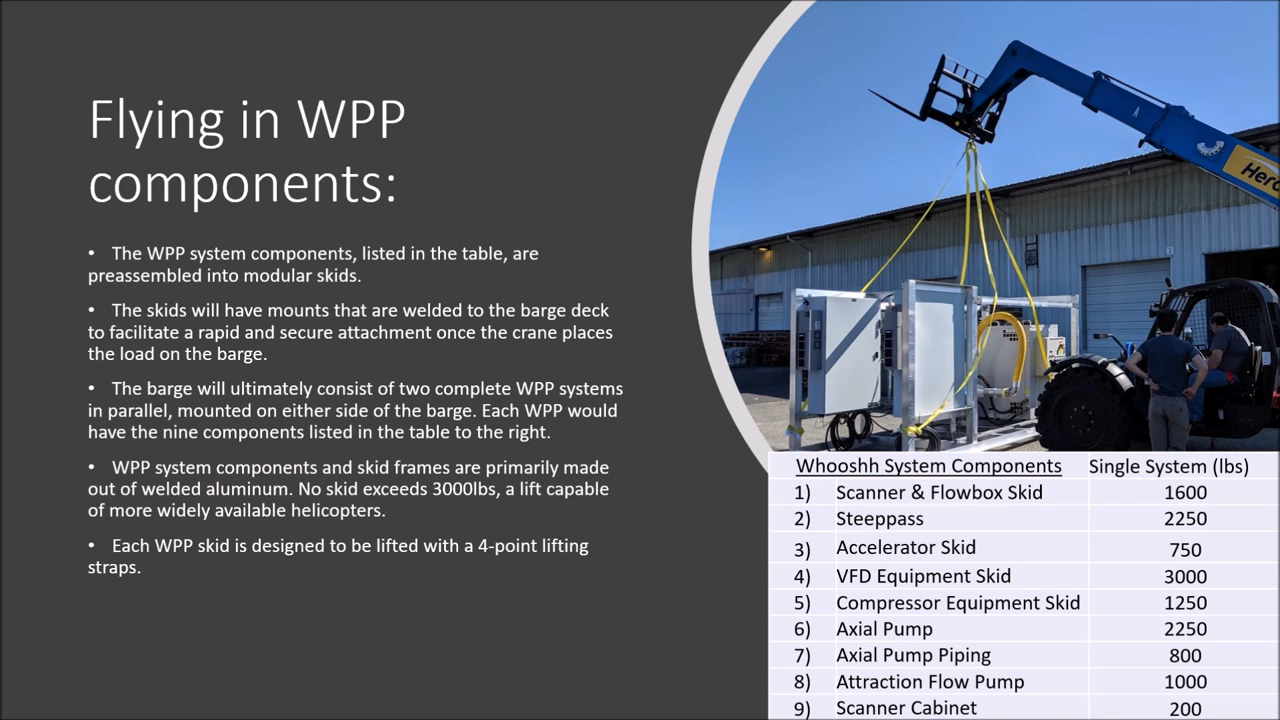 Flying in WPP
components:
• The WPP system components, listed in the table, are
preassembled into modular skids.
• The skids will have mounts that are welded to the barge deck
to facilitate a rapid and secure attachment once the crane places
the load on the barge.
• The barge will ultimately consist of two complete WPP systems
in parallel, mounted on either side of the barge. Each WPP would
have the nine components listed in the table to the right.
• WPP system components and skid frames are primarily made
out of welded aluminum. No skid exceeds 3000lbs, a lift capable
of more widely available helicopters.
• Each WPP skid is designed to be lifted with a 4-point lifting
straps.
A
Herc
Whooshh System Components Single System (lbs)
1) Scanner & Flowbox Skid 1600
2) Steeppass 2250
3) Accelerator Skid 750
4) VFD Equipment Skid 3000
5) Compressor Equipment Skid 1250
6) Axial Pump 2250
7) Axial Pump Piping 800
8) Attraction Flow Pump 1000
9) Scanner Cabinet 200